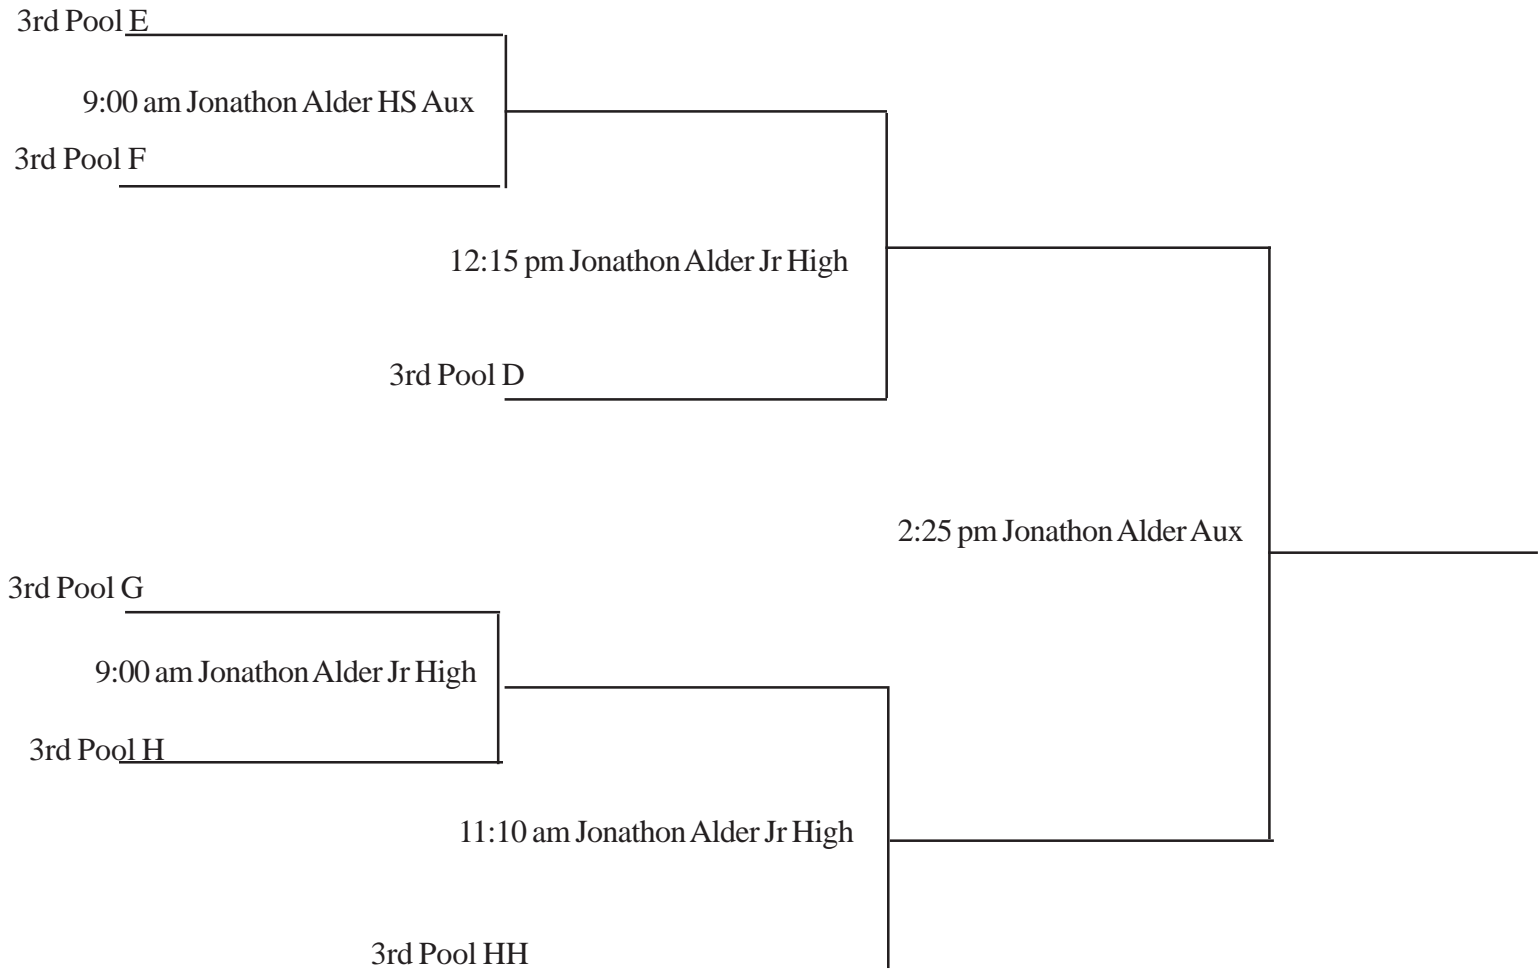 3rd Pool E
9:00 am Jonathon Alder HS Aux
3rd Pool F
12:15 pm Jonathon Alder Jr High
3rd Pool D
2:25 pm Jonathon Alder Aux
3rd Pool G
9:00 am Jonathon Alder Jr High
3rd Pool H
11:10 am Jonathon Alder Jr High
3rd Pool HH